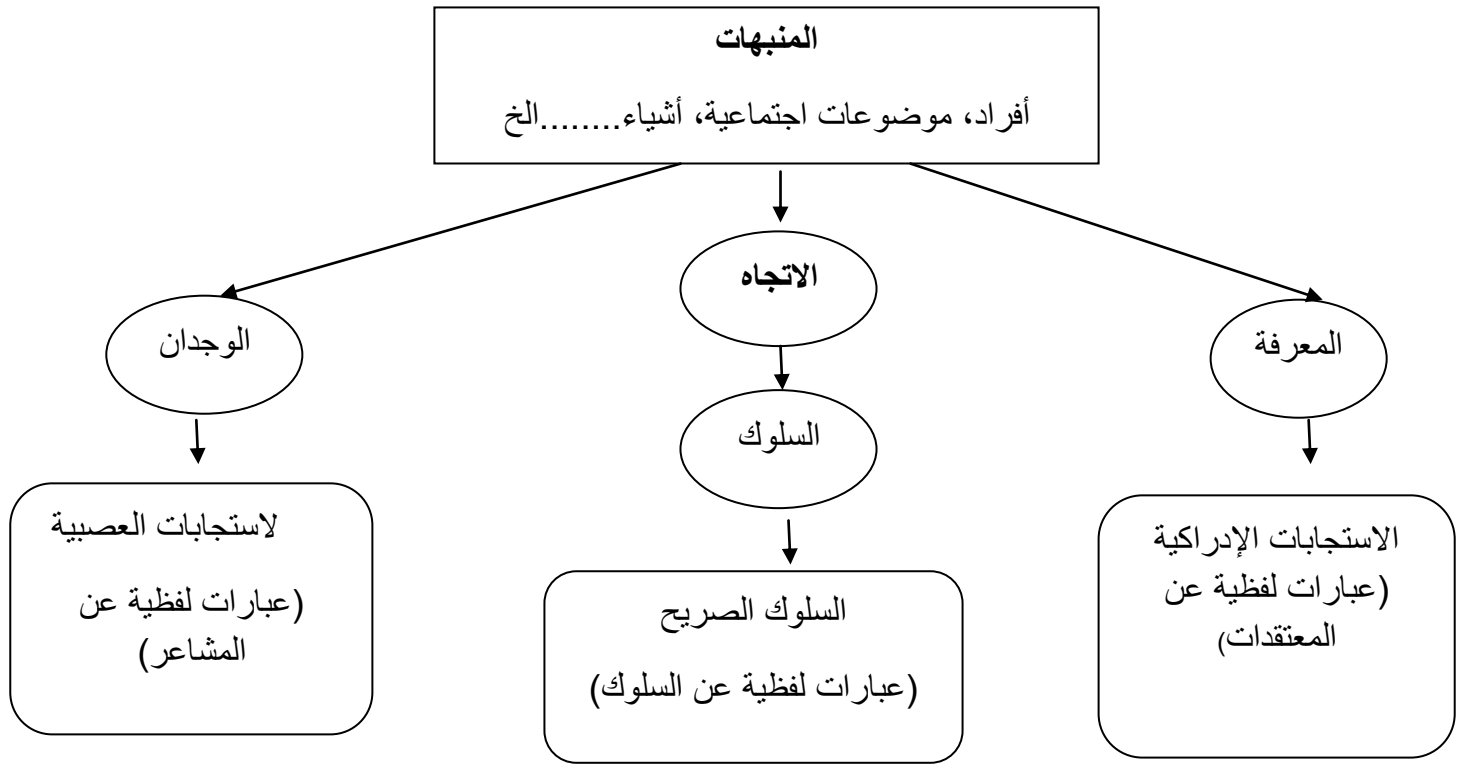 المنبهات
أفراد، موضوعات اجتماعية، أشياء........الخ
الاتجاه
المعرفة
الوجدان
السلوك
الاستجابات الإدراكية
(عبارات لفظية عن
المعتقدات)
السلوك الصريح
(عبارات لفظية عن السلوك)
لاستجابات العصبية
(عبارات لفظية عن
المشاعر)